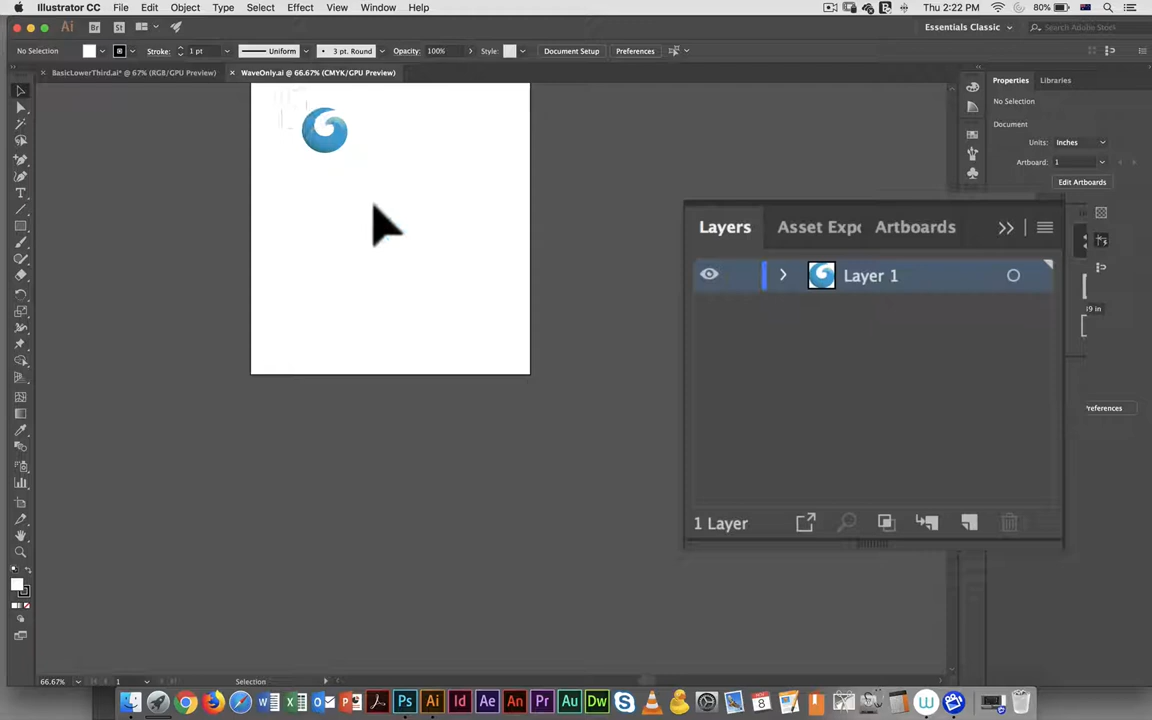 Illustrator CC File Edit Object Type Select Effect View Window Help 80% Thu 2:22 PM
Essentials Classic Search Adobe Stock
No Selection Stroke: 1 pt Uniform 3 pt. Round Opacity: 100% Style: Document Setup Preferences
BasicLowerThird.ai* @ 67% (RGB/GPU Preview) WaveOnly.ai @ 66.67% (CMYK/GPU Preview)
Properties Libraries
No Selection
Document
Units: Inches
Artboard: 1
Edit Artboards
Layers Asset Expo Artboards
Layer 1
19 in
Preferences
1 Layer
66.67% 1 Selection